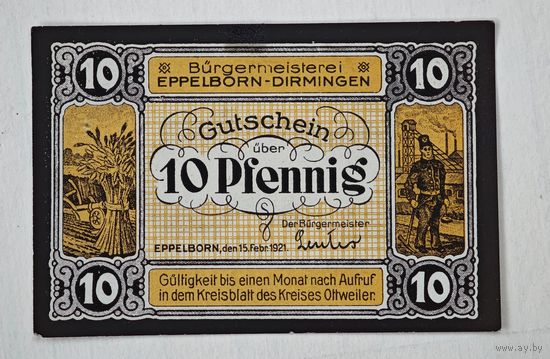 10 Bürgermeisterei 10
EPPELBORN-DIRMINGEN
Gutschein
über
10 Pfennig
S
Der Bürgermeister
EPPELBORN, den 15. Febr. 1921.
10 Gültigkeit bis einen Monat nach Aufruf 10
in dem Kreisblatt des Kreises Ottweiler.
www.ay.by